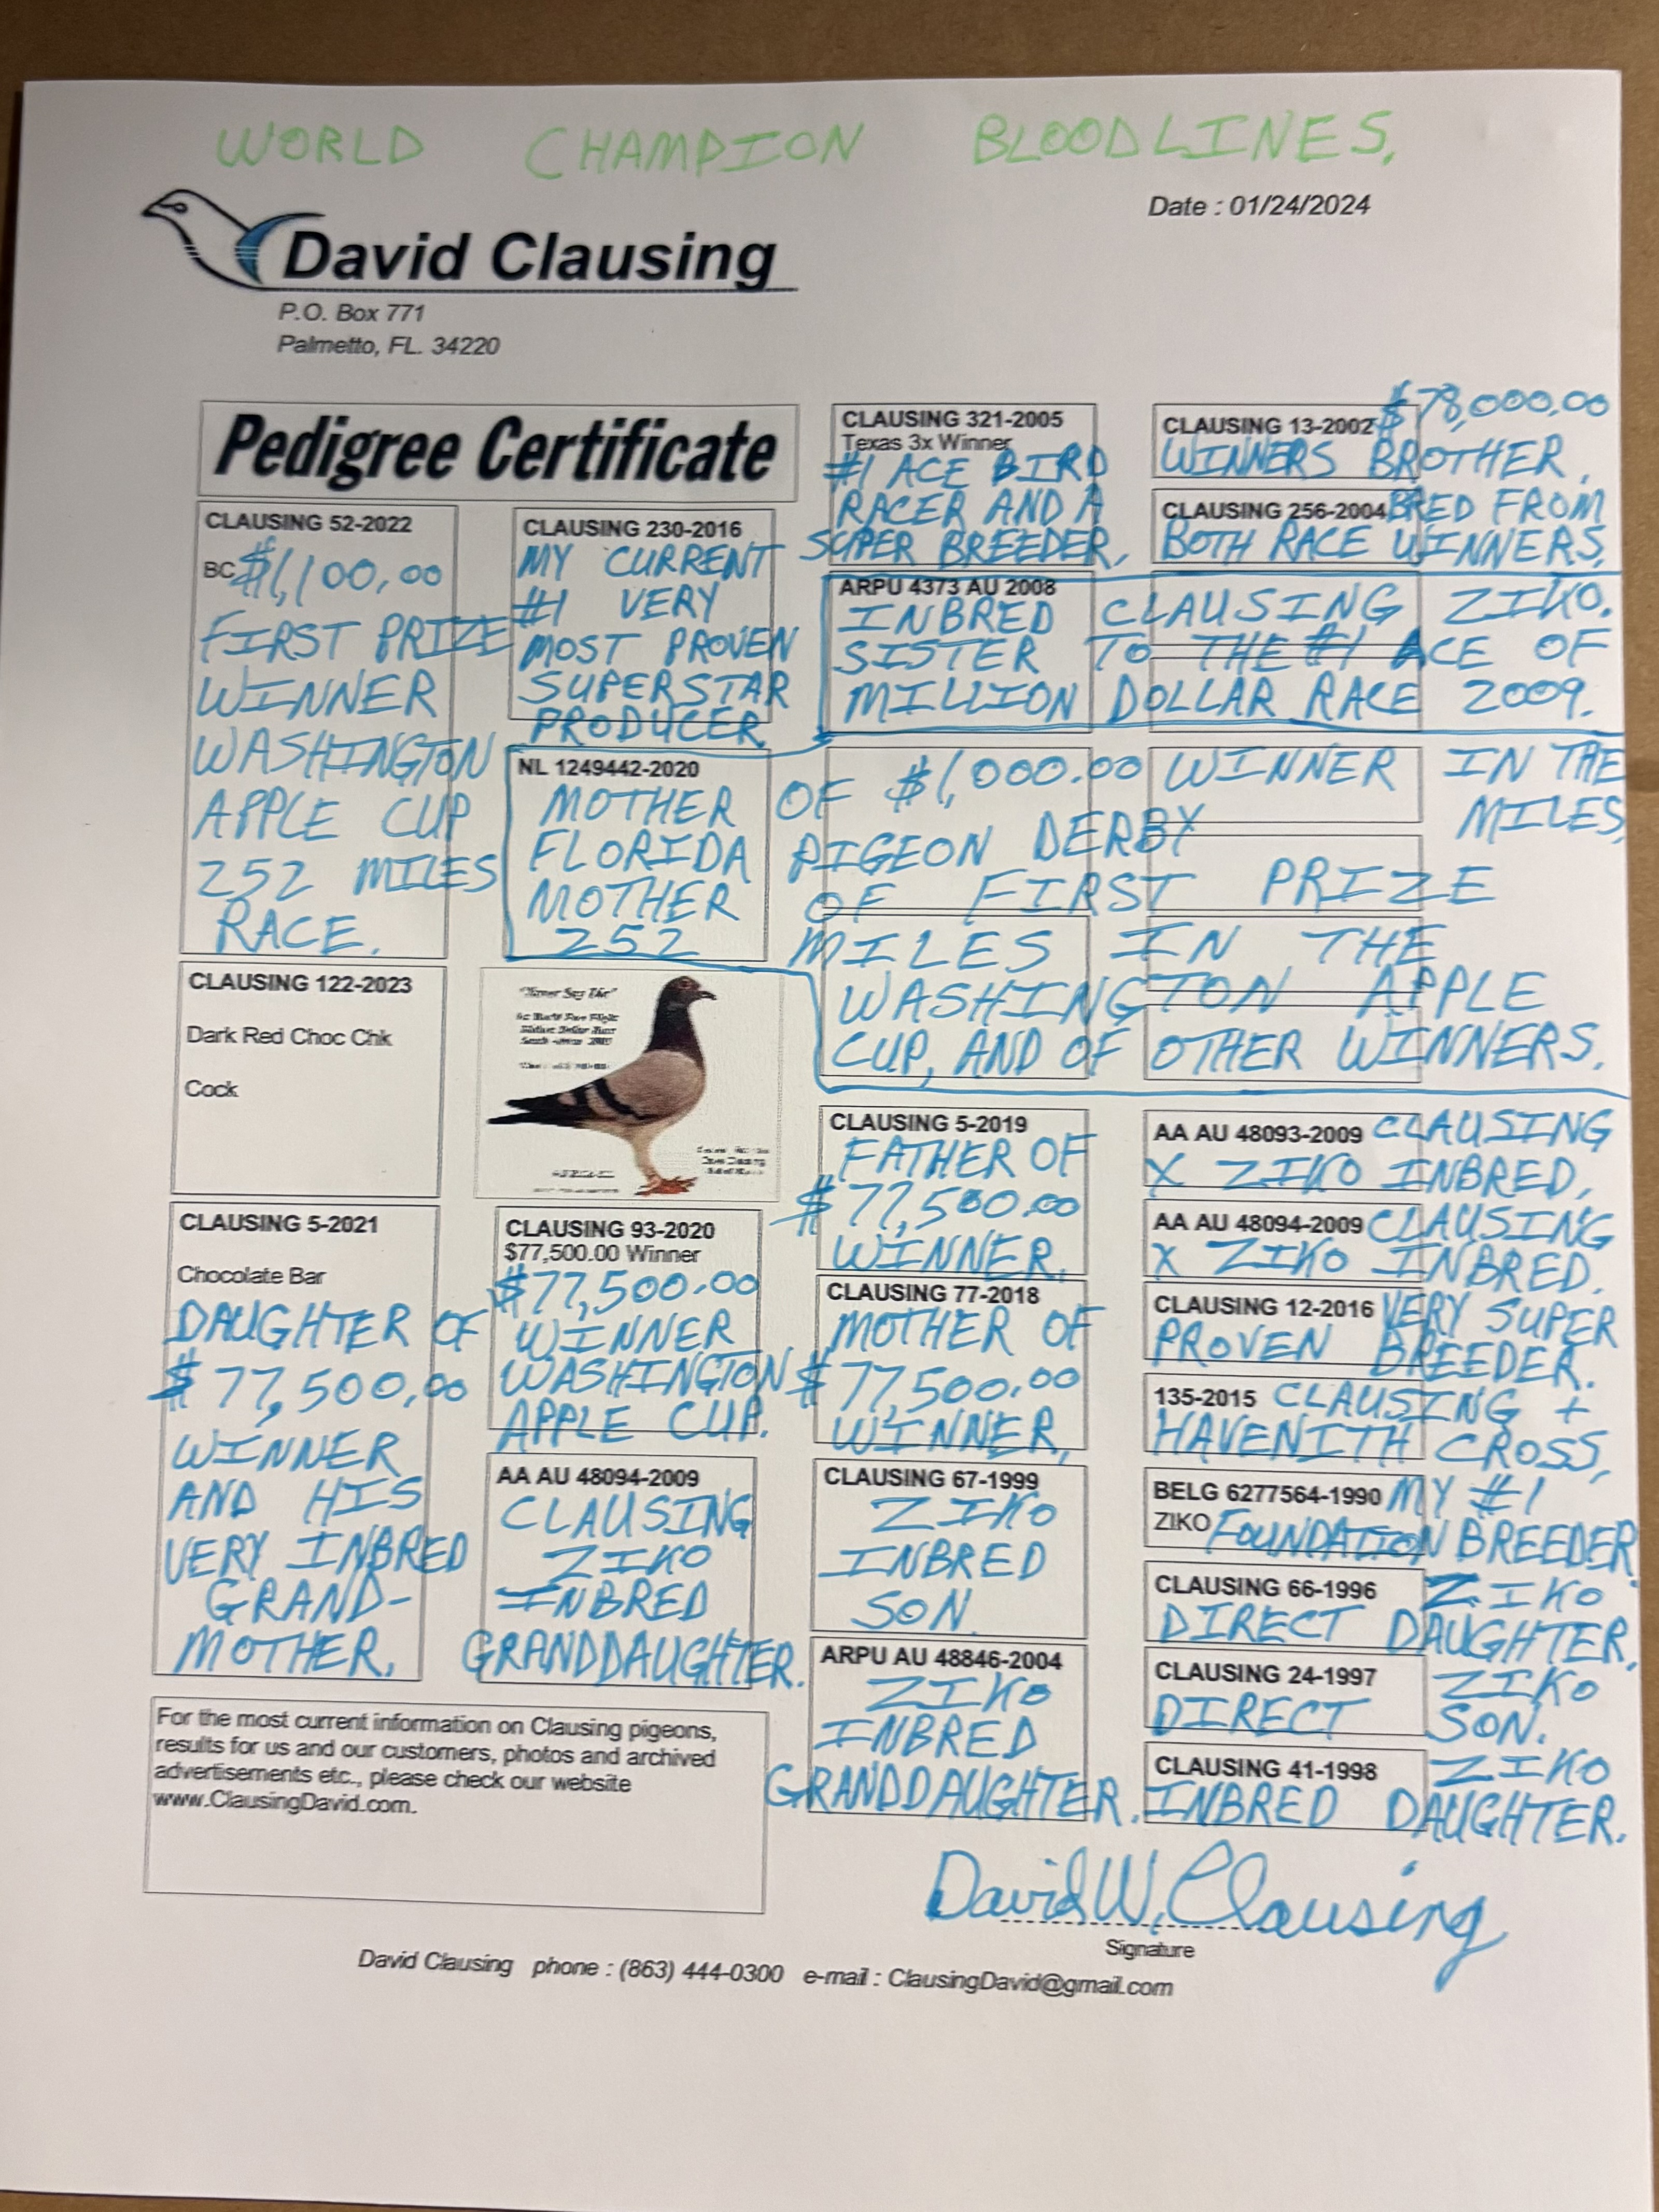 WORLD CHAMPION BLOODLINES.
Date : 01/24/2024
David Clausing
P.O. Box 771
Palmetto, FL. 34220
Pedigree Certificate
CLAUSING 52-2022
BC $1,100.00
FIRST PRIZE
WINNER
WASHINGTON
APPLE CUP
252 MILES
RACE.
CLAUSING 230-2016
MY CURRENT
#1 VERY
MOST PROVEN
SUPERSTAR
PRODUCER.
CLAUSING 321-2005
Texas 3x Winner
#1 ACE BIRD
RACER AND A
SUPER BREEDER.
CLAUSING 13-2002 $78,000.00
WINNERS BROTHER.
CLAUSING 256-2004 BRED FROM
BOTH RACE WINNERS.
ARPU 4373 AU 2008
INBRED CLAUSING ZIKO.
SISTER TO THE #1 ACE OF
MILLION DOLLAR RACE 2009.
NL 1249442-2020
MOTHER OF $1,000.00 WINNER IN THE
FLORIDA PIGEON DERBY MILES,
MOTHER OF FIRST PRIZE
252 MILES IN THE
WASHINGTON APPLE
CUP, AND OF OTHER WINNERS.
CLAUSING 122-2023
Dark Red Choc Chk
Cock
"Never Say Die"
CLAUSING 5-2021
Chocolate Bar
DAUGHTER OF
$77,500.00
WINNER
AND HIS
VERY INBRED
GRAND-
MOTHER.
CLAUSING 93-2020
$77,500.00 Winner
$77,500.00
WINNER
WASHINGTON
APPLE CUP.
AA AU 48094-2009
CLAUSING
ZIKO
INBRED
GRANDDAUGHTER.
CLAUSING 5-2019
FATHER OF
$77,500.00
WINNER.
CLAUSING 77-2018
MOTHER OF
$77,500.00
WINNER,
CLAUSING 67-1999
ZIKO
INBRED
SON.
ARPU AU 48846-2004
ZIKO
INBRED
GRANDDAUGHTER.
AA AU 48093-2009 CLAUSING
X ZIKO INBRED,
AA AU 48094-2009 CLAUSING
X ZIKO INBRED.
CLAUSING 12-2016 VERY SUPER
PROVEN BREEDER.
135-2015 CLAUSING +
HAVENITH CROSS,
BELG 6277564-1990 MY #1
ZIKO FOUNDATION BREEDER.
CLAUSING 66-1996 ZIKO
DIRECT DAUGHTER.
CLAUSING 24-1997 ZIKO
DIRECT SON.
CLAUSING 41-1998 ZIKO
INBRED DAUGHTER.
For the most current information on Clausing pigeons,
results for us and our customers, photos and archived
advertisements etc., please check our website
www.ClausingDavid.com.
David W. Clausing
Signature
David Clausing phone : (863) 444-0300 e-mail : ClausingDavid@gmail.com